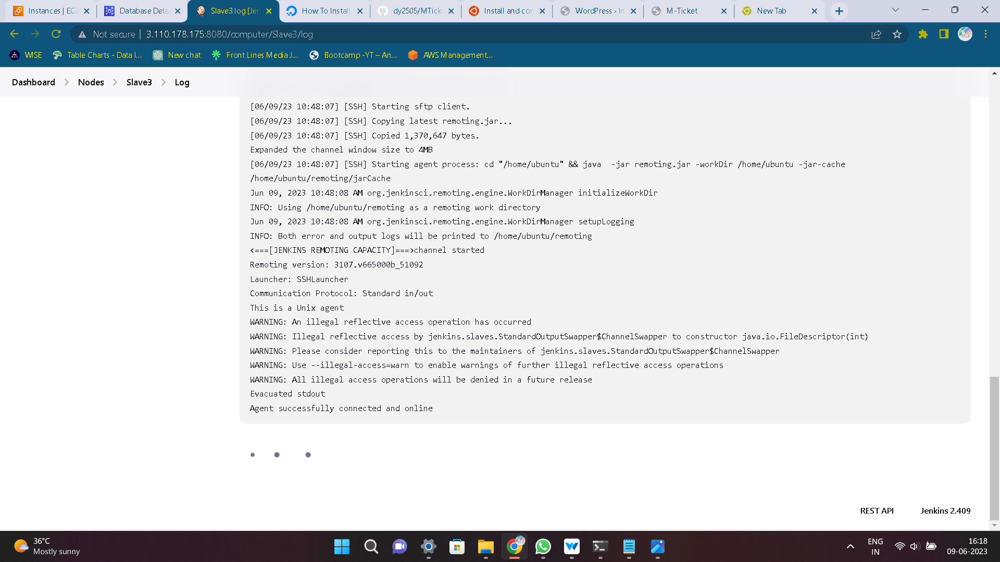 Instances | EC2
Database Deta
Slave3 log [Jen
How To Install
dy2505/MTick
Install and con
WordPress › In
M-Ticket
New Tab
Not secure | 3.110.178.175:8080/computer/Slave3/log
WISE
Table Charts - Data I...
New chat
Front Lines Media J...
Bootcamp -YT – An...
AWS Management...
Dashboard
Nodes
Slave3
Log
[06/09/23 10:48:07] [SSH] Starting sftp client.
[06/09/23 10:48:07] [SSH] Copying latest remoting.jar...
[06/09/23 10:48:07] [SSH] Copied 1,370,647 bytes.
Expanded the channel window size to 4MB
[06/09/23 10:48:07] [SSH] Starting agent process: cd "/home/ubuntu" && java  -jar remoting.jar -workDir /home/ubuntu -jar-cache
/home/ubuntu/remoting/jarCache
Jun 09, 2023 10:48:08 AM org.jenkinsci.remoting.engine.WorkDirManager initializeWorkDir
INFO: Using /home/ubuntu/remoting as a remoting work directory
Jun 09, 2023 10:48:08 AM org.jenkinsci.remoting.engine.WorkDirManager setupLogging
INFO: Both error and output logs will be printed to /home/ubuntu/remoting
<===[JENKINS REMOTING CAPACITY]===>channel started
Remoting version: 3107.v665000b_51092
Launcher: SSHLauncher
Communication Protocol: Standard in/out
This is a Unix agent
WARNING: An illegal reflective access operation has occurred
WARNING: Illegal reflective access by jenkins.slaves.StandardOutputSwapper$ChannelSwapper to constructor java.io.FileDescriptor(int)
WARNING: Please consider reporting this to the maintainers of jenkins.slaves.StandardOutputSwapper$ChannelSwapper
WARNING: Use --illegal-access=warn to enable warnings of further illegal reflective access operations
WARNING: All illegal access operations will be denied in a future release
Evacuated stdout
Agent successfully connected and online
REST API
Jenkins 2.409
36°C
Mostly sunny
ENG
IN
16:18
09-06-2023